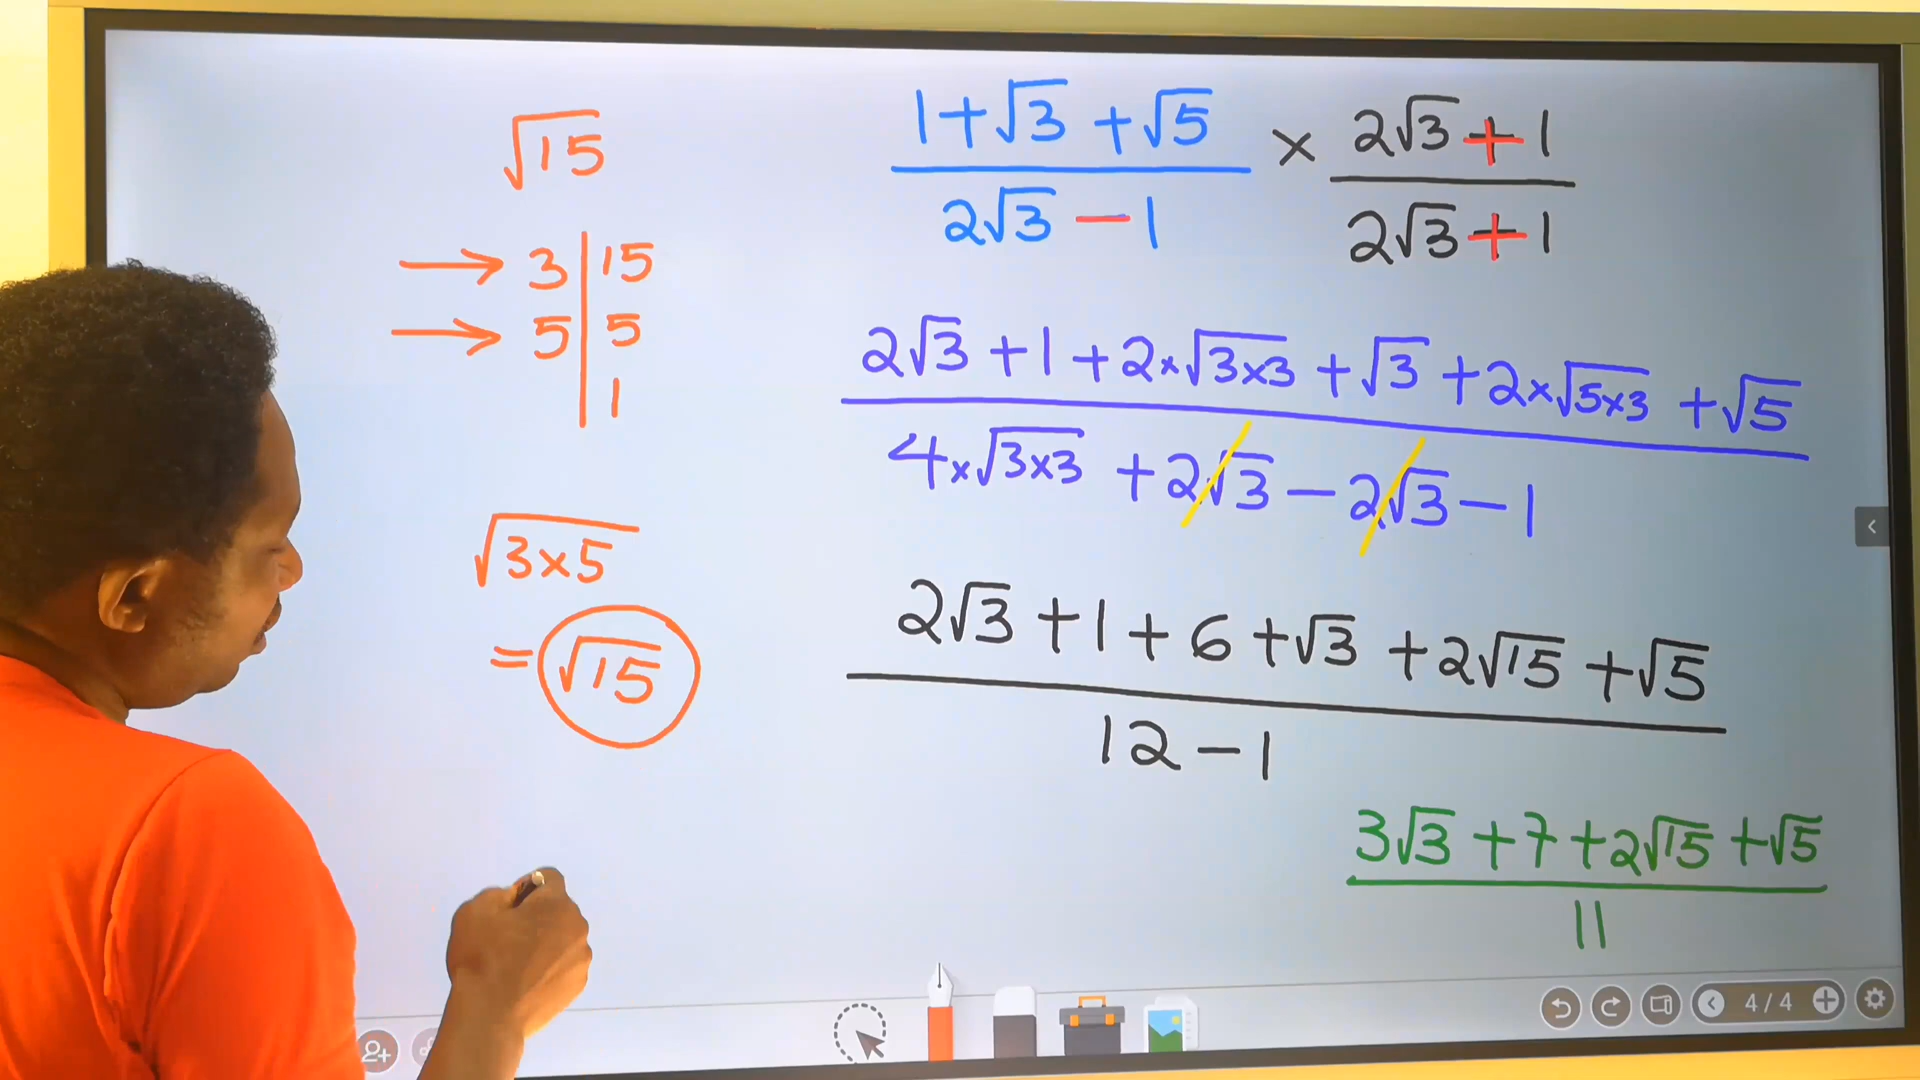 √15
3 | 15
5 | 5
1
√3×5
= √15
1+√3 +√5 × 2√3 + 1
2√3 − 1 2√3 + 1
2√3 + 1 + 2×√3×3 + √3 + 2×√5×3 + √5
4×√3×3 + 2√3 − 2√3 − 1
2√3 + 1 + 6 + √3 + 2√15 + √5
12 − 1
3√3 + 7 + 2√15 + √5
11
4 / 4